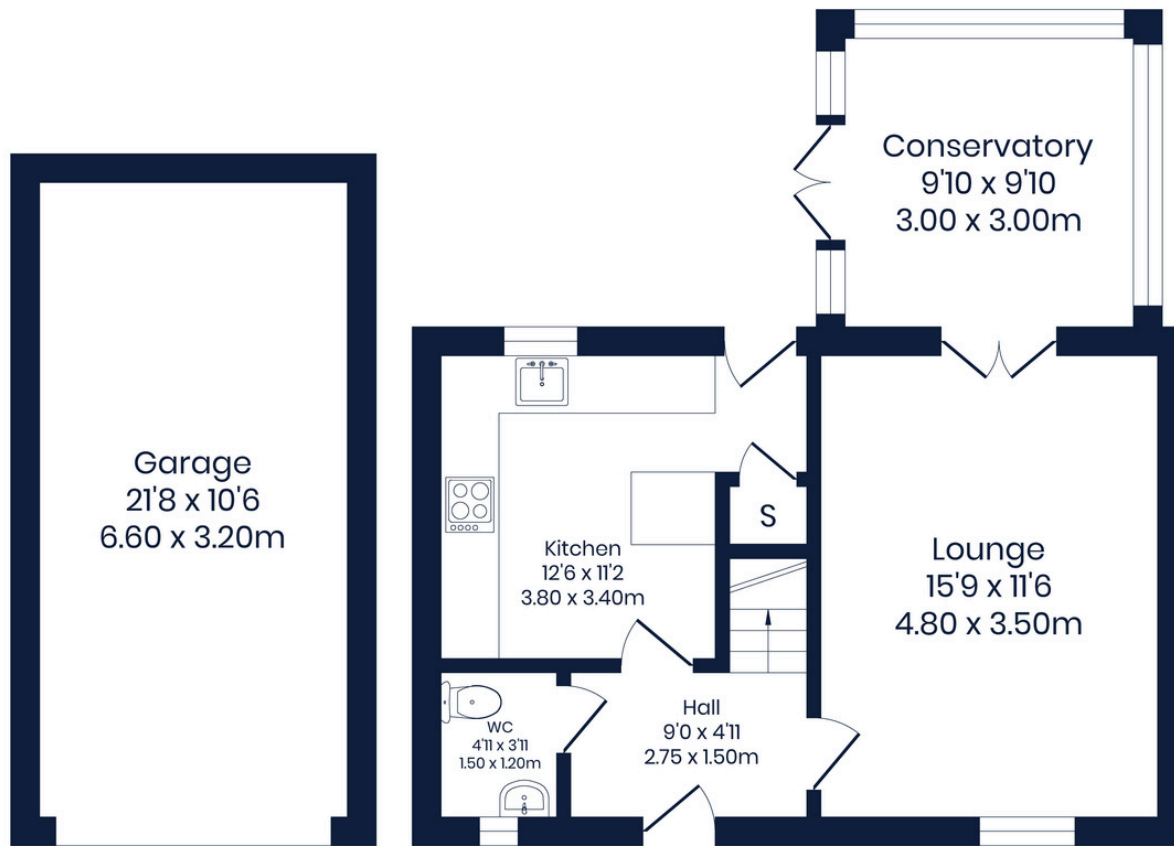 Conservatory
9'10 x 9'10
3.00 x 3.00m
Garage
21'8 x 10'6
6.60 x 3.20m
S
Kitchen
12'6 x 11'2
3.80 x 3.40m
Lounge
15'9 x 11'6
4.80 x 3.50m
WC
4'11 x 3'11
1.50 x 1.20m
Hall
9'0 x 4'11
2.75 x 1.50m